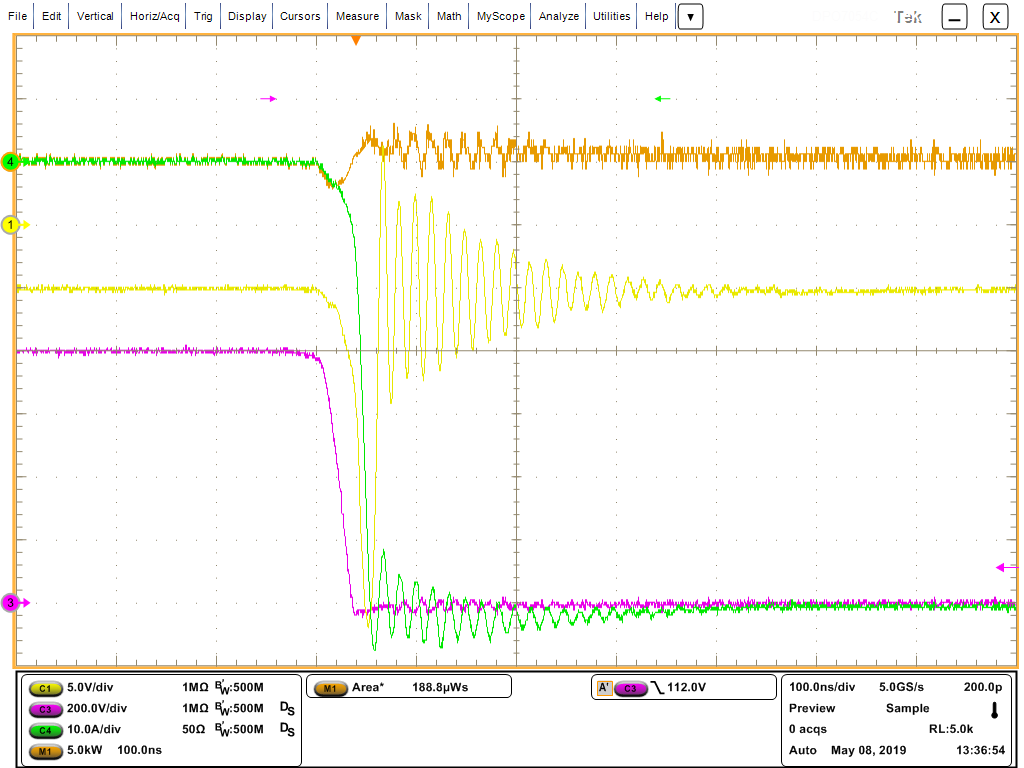 File Edit Vertical Horiz/Acq Trig Display Cursors Measure Mask Math MyScope Analyze Utilities Help Tek X
4
1
3
C1 5.0V/div 1MΩ BW:500M
C3 200.0V/div 1MΩ BW:500M DS
C4 10.0A/div 50Ω BW:500M DS
M1 5.0kW 100.0ns
M1 Area* 188.8µWs
A' C3 112.0V
100.0ns/div 5.0GS/s 200.0p
Preview Sample
0 acqs RL:5.0k
Auto May 08, 2019 13:36:54